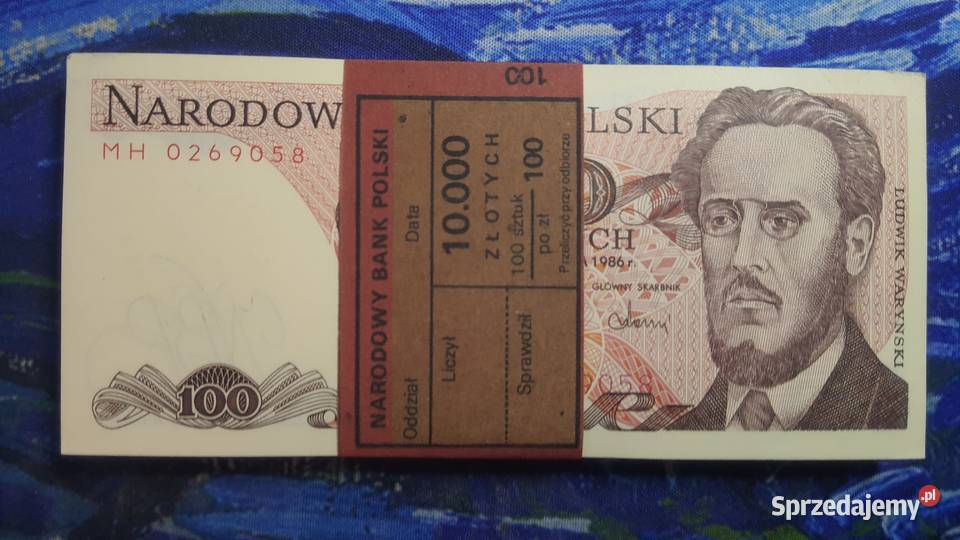 NARODOW
LSKI
MH 0269058
100
NARODOWY BANK POLSKI
Oddział
Data
10.000
ZŁOTYCH
100 sztuk
po zł 100
Przeliczyć przy odbiorze
Liczył
Sprawdził
100
CH
1986 r.
GŁÓWNY SKARBNIK
058
LUDWIK WARYŃSKI
Sprzedajemy.pl